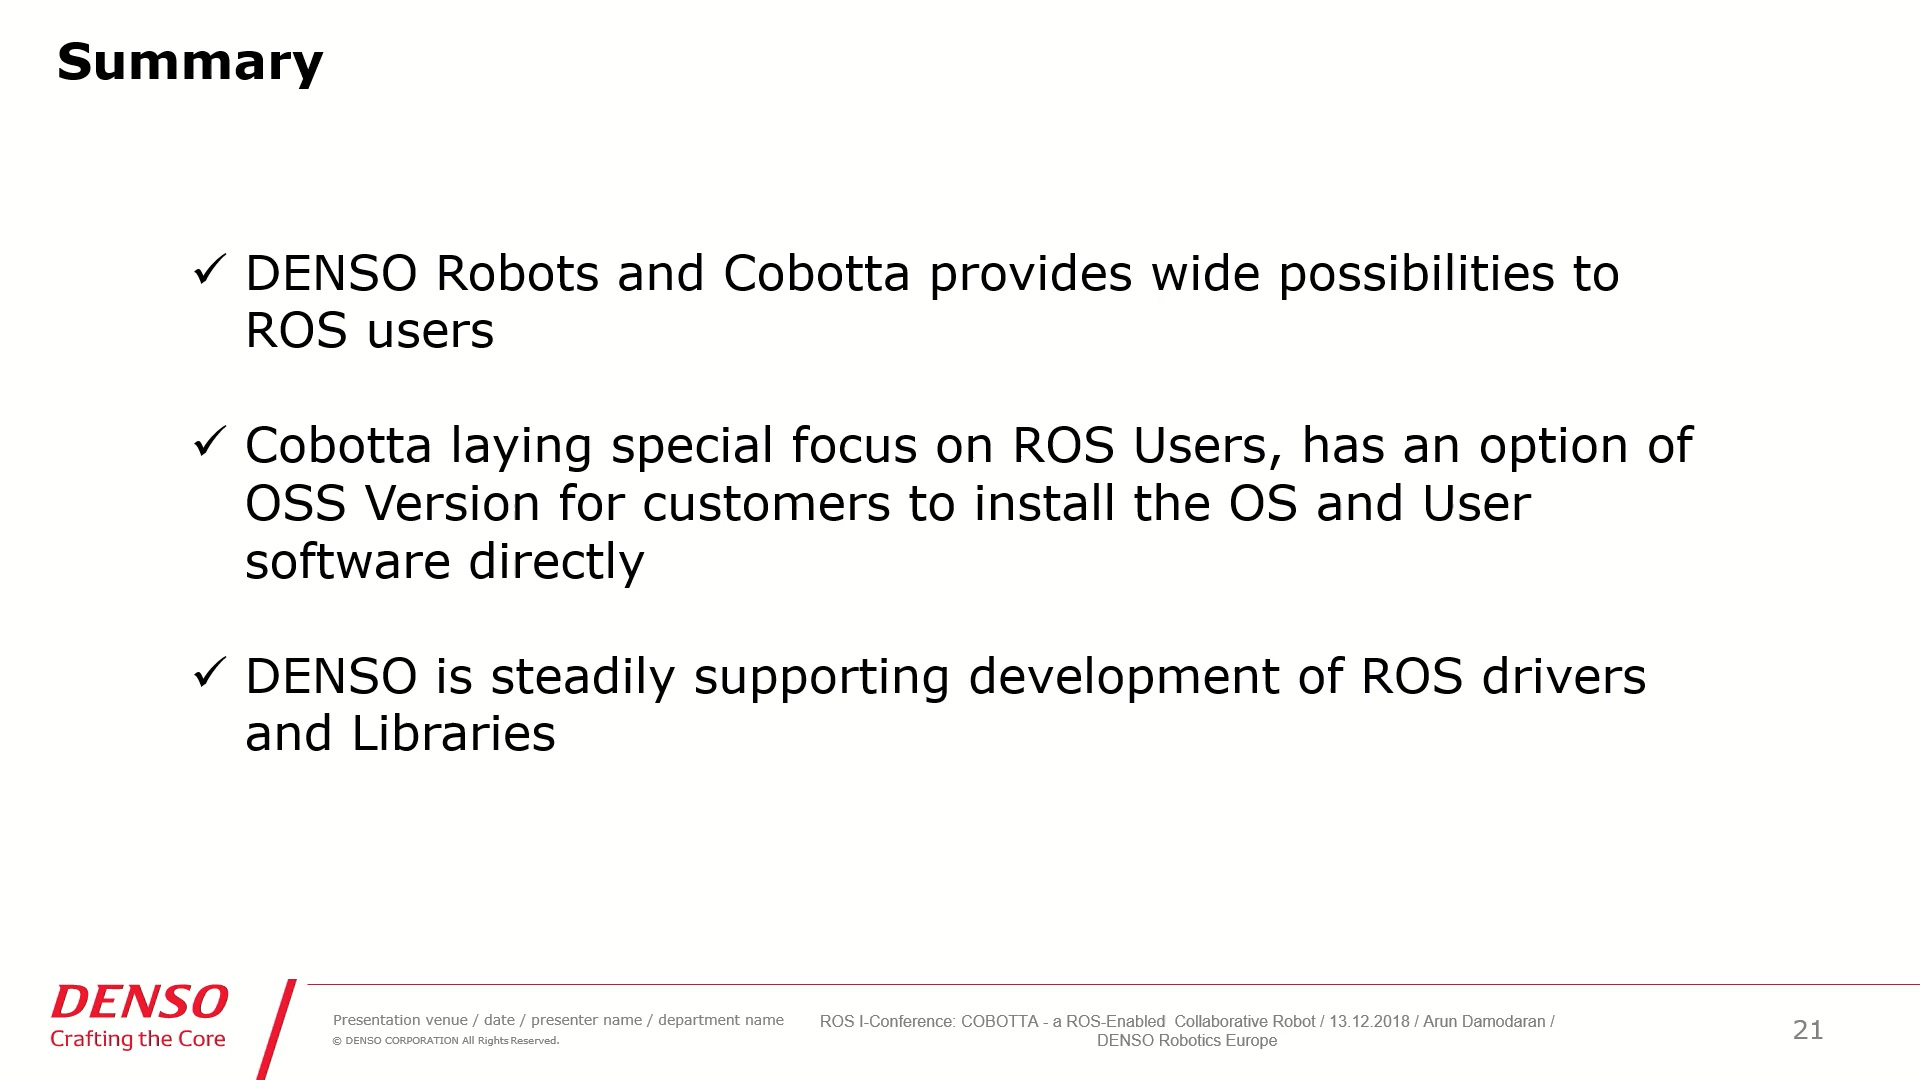 Summary
✓ DENSO Robots and Cobotta provides wide possibilities to
ROS users
✓ Cobotta laying special focus on ROS Users, has an option of
OSS Version for customers to install the OS and User
software directly
✓ DENSO is steadily supporting development of ROS drivers
and Libraries
DENSO
Crafting the Core
Presentation venue / date / presenter name / department name
© DENSO CORPORATION All Rights Reserved.
ROS I-Conference: COBOTTA - a ROS-Enabled Collaborative Robot / 13.12.2018 / Arun Damodaran /
DENSO Robotics Europe
21